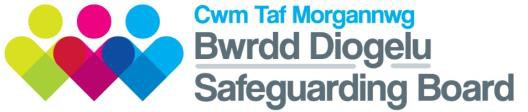 Cwm Taf Morgannwg
Bwrdd Diogelu
Safeguarding Board